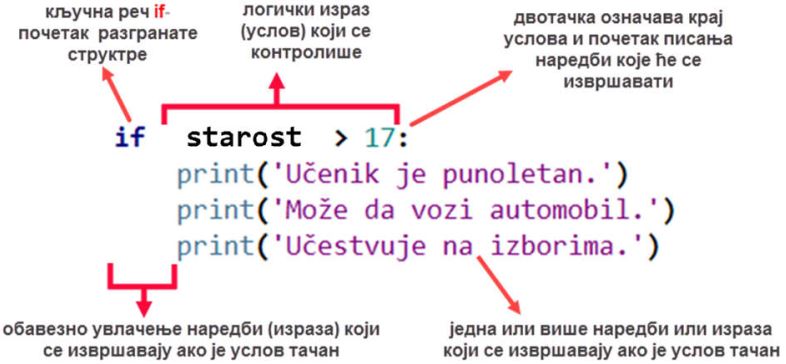 кључна реч if-
почетак разгранате
структре
логички израз
(услов) који се
контролише
двотачка означава крај
услова и почетак писања
наредби које ће се
извршавати
if starost > 17:
print('Učenik je punoletan.')
print('Može da vozi automobil.')
print('Učestvuje na izborima.')
обавезно увлачење наредби (израза) који
се извршавају ако је услов тачан
једна или више наредби или израза
који се извршавају ако је услов тачан